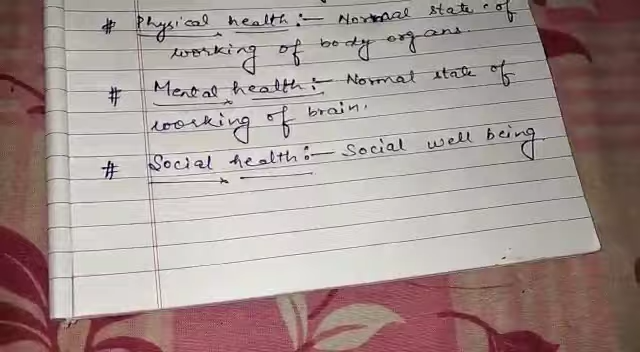 # Physical health :- Normal state of
working of body organs.
# Mental health :- Normal state of
working of brain.
# Social health :- Social well being